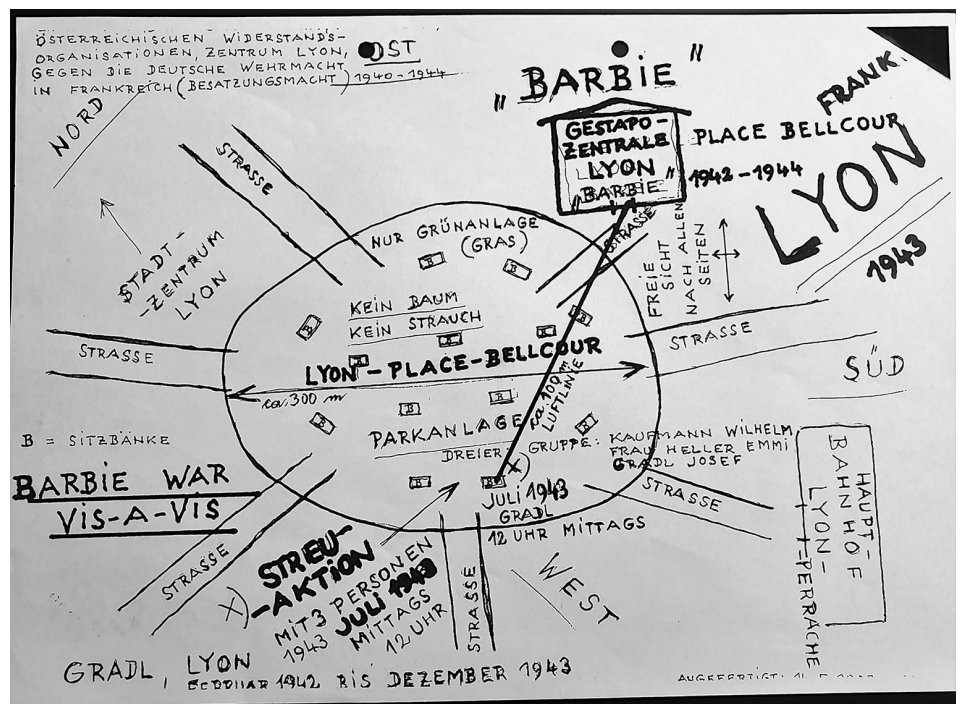 ÖSTERREICHISCHEN WIDERSTANDS-
ORGANISATIONEN, ZENTRUM LYON,
GEGEN DIE DEUTSCHE WEHRMACHT
IN FRANKREICH (BESATZUNGSMACHT) 1940-1944
OST
NORD
"BARBIE"
GESTAPO-
ZENTRALE
LYON
"BARBIE"
PLACE BELLCOUR
1942-1944
FRANK.
LYON
1943
STRASSE
STADT-
-ZENTRUM
LYON
NUR GRÜNANLAGE
(GRAS)
STRASSE
FREIE
SICHT
NACH ALLEN
SEITEN
KEIN BAUM
KEIN STRAUCH
STRASSE
STRASSE
SÜD
LYON-PLACE-BELLCOUR
ca. 300 m
ca. 100 m
LUFTLINIE
B = SITZBÄNKE
PARKANLAGE
DREIER
GRUPPE: KAUFMANN WILHELM,
FRAU HELLER EMMI
GRADL JOSEF
BARBIE WAR
VIS-A-VIS
X)
JULI 1943
GRADL
12 UHR MITTAGS
STRASSE
HAUPT-
BAHNHOF
LYON-
-PERRACHE
STRASSE
X)
STREU-
-AKTION
MIT 3 PERSONEN
1943 JULI 1943
MITTAGS
12 UHR
STRASSE
WEST
GRADL, LYON
1942 BIS DEZEMBER 1943
AUGEFERTIGT: